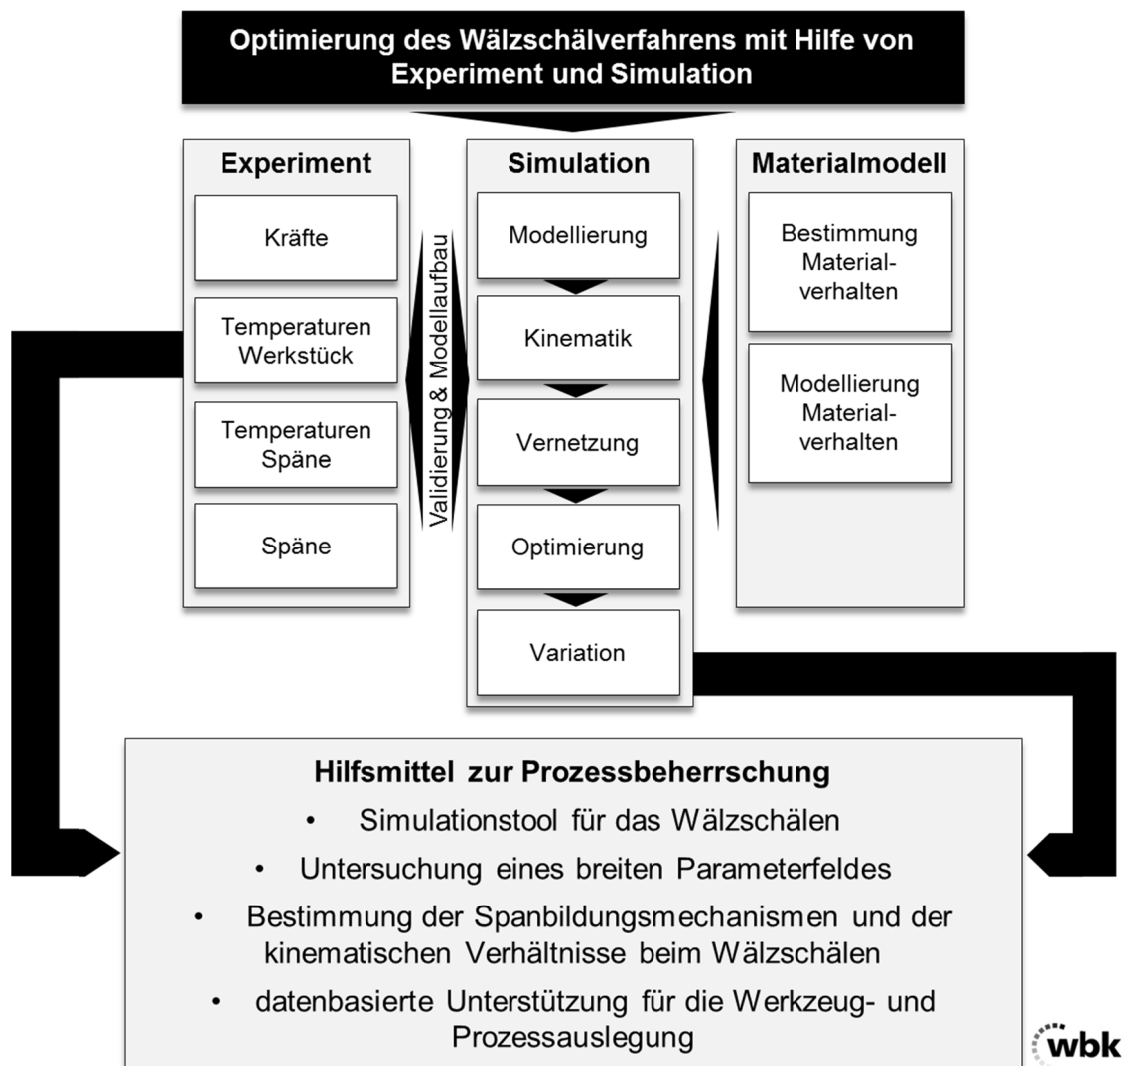 Optimierung des Wälzschälverfahrens mit Hilfe von
Experiment und Simulation
Experiment
Kräfte
Temperaturen
Werkstück
Temperaturen
Späne
Späne
Validierung & Modellaufbau
Simulation
Modellierung
Kinematik
Vernetzung
Optimierung
Variation
Materialmodell
Bestimmung
Material-
verhalten
Modellierung
Material-
verhalten
Hilfsmittel zur Prozessbeherrschung
• Simulationstool für das Wälzschälen
• Untersuchung eines breiten Parameterfeldes
• Bestimmung der Spanbildungsmechanismen und der
kinematischen Verhältnisse beim Wälzschälen
• datenbasierte Unterstützung für die Werkzeug- und
Prozessauslegung
wbk